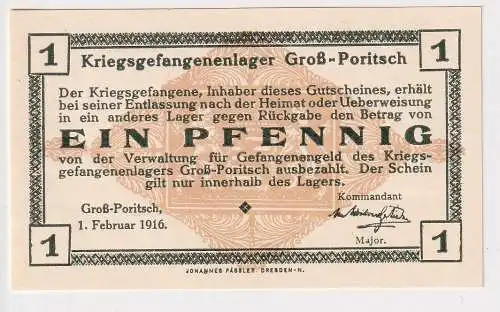 1 Kriegsgefangenenlager Groß-Poritsch 1
Der Kriegsgefangene, Inhaber dieses Gutscheines, erhält
bei seiner Entlassung nach der Heimat oder Ueberweisung
in ein anderes Lager gegen Rückgabe den Betrag von
EIN PFENNIG
von der Verwaltung für Gefangenengeld des Kriegs-
gefangenenlagers Groß-Poritsch ausbezahlt. Der Schein
gilt nur innerhalb des Lagers.
Kommandant
Groß-Poritsch,
1. Februar 1916.
Major.
1 1
JOHANNES PÄSSLER, DRESDEN-N.